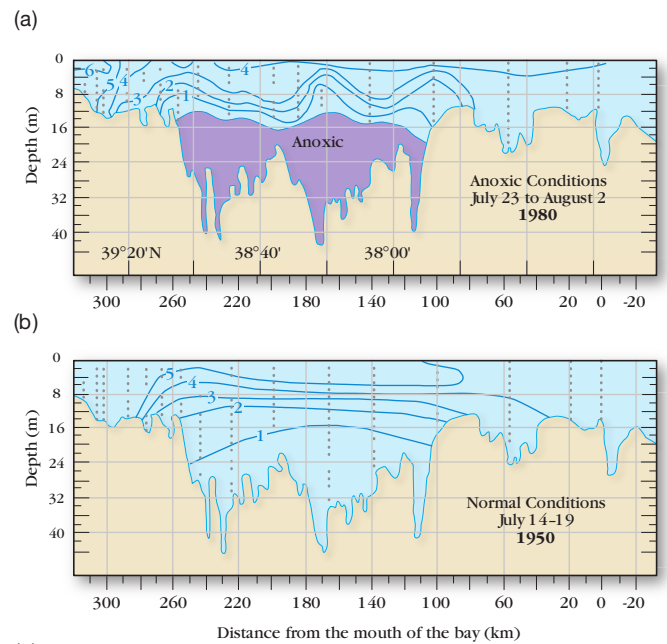 (a)
0
8
16
24
32
40
Depth (m)
6
5
4
3
2
1
4
Anoxic
Anoxic Conditions
July 23 to August 2
1980
39°20'N
38°40'
38°00'
300 260 220 180 140 100 60 20 0 -20
(b)
0
8
16
24
32
40
Depth (m)
5
4
3
2
1
Normal Conditions
July 14–19
1950
300 260 220 180 140 100 60 20 0 -20
Distance from the mouth of the bay (km)